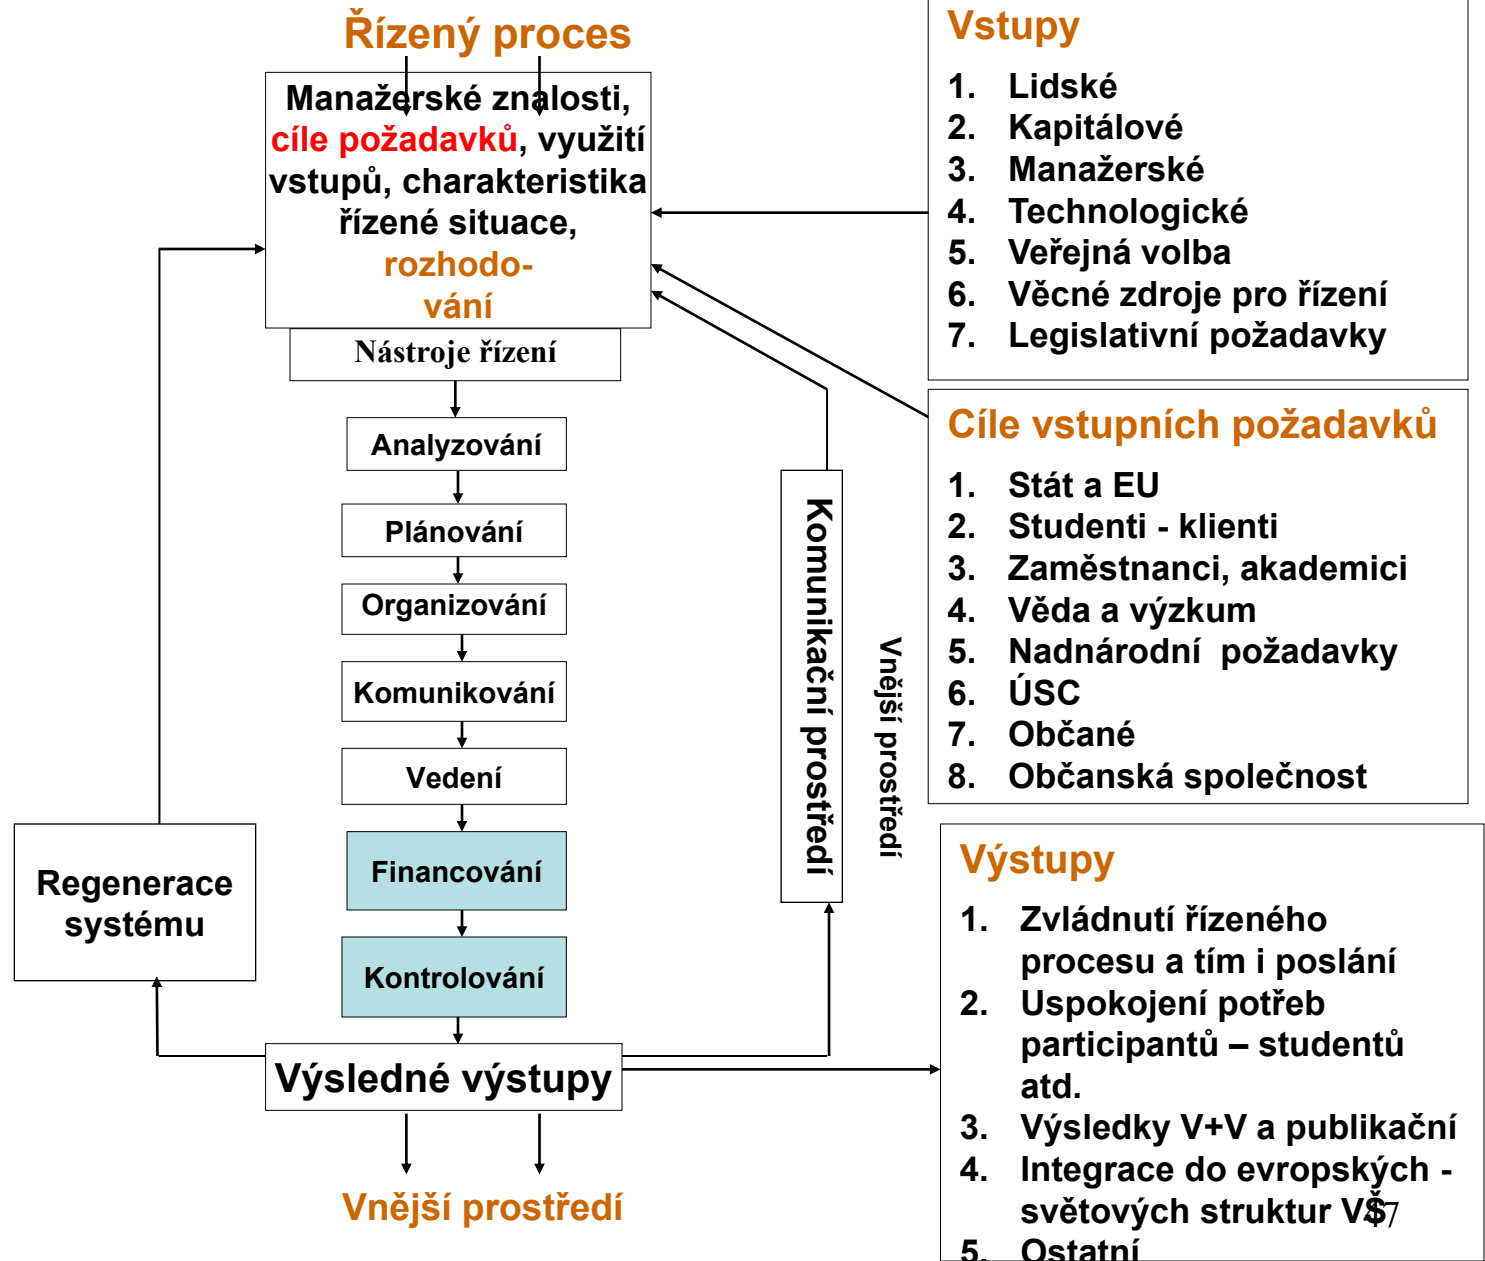 Řízený proces
Manažerské znalosti,
cíle požadavků, využití
vstupů, charakteristika
řízené situace,
rozhodo-
vání
Nástroje řízení
Analyzování
Plánování
Organizování
Komunikování
Vedení
Financování
Kontrolování
Výsledné výstupy
Vnější prostředí
Regenerace
systému
Komunikační prostředí
Vnější prostředí
Vstupy
1. Lidské
2. Kapitálové
3. Manažerské
4. Technologické
5. Veřejná volba
6. Věcné zdroje pro řízení
7. Legislativní požadavky
Cíle vstupních požadavků
1. Stát a EU
2. Studenti - klienti
3. Zaměstnanci, akademici
4. Věda a výzkum
5. Nadnárodní požadavky
6. ÚSC
7. Občané
8. Občanská společnost
Výstupy
1. Zvládnutí řízeného
procesu a tím i poslání
2. Uspokojení potřeb
participantů – studentů
atd.
3. Výsledky V+V a publikační
4. Integrace do evropských -
světových struktur VŠ
5. Ostatní